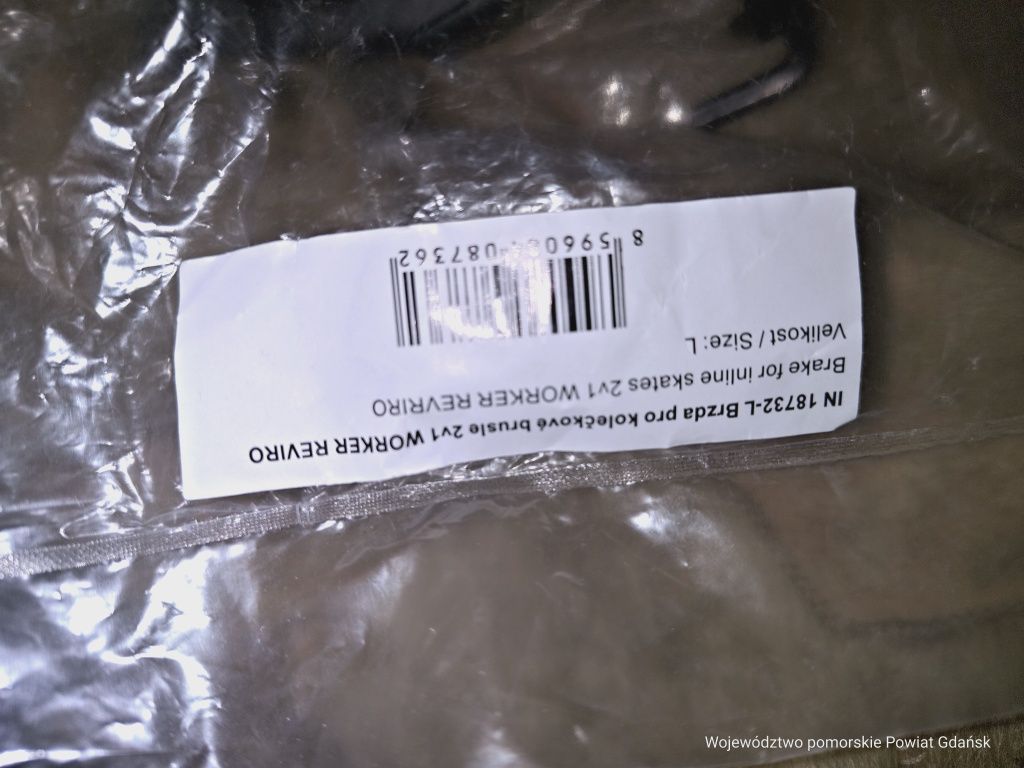 IN 18732-L Brzda pro kolečkové brusle 2v1 WORKER REVIRO
Brake for inline skates 2v1 WORKER REVIRO
Velikost / Size: L
Województwo pomorskie Powiat Gdańsk